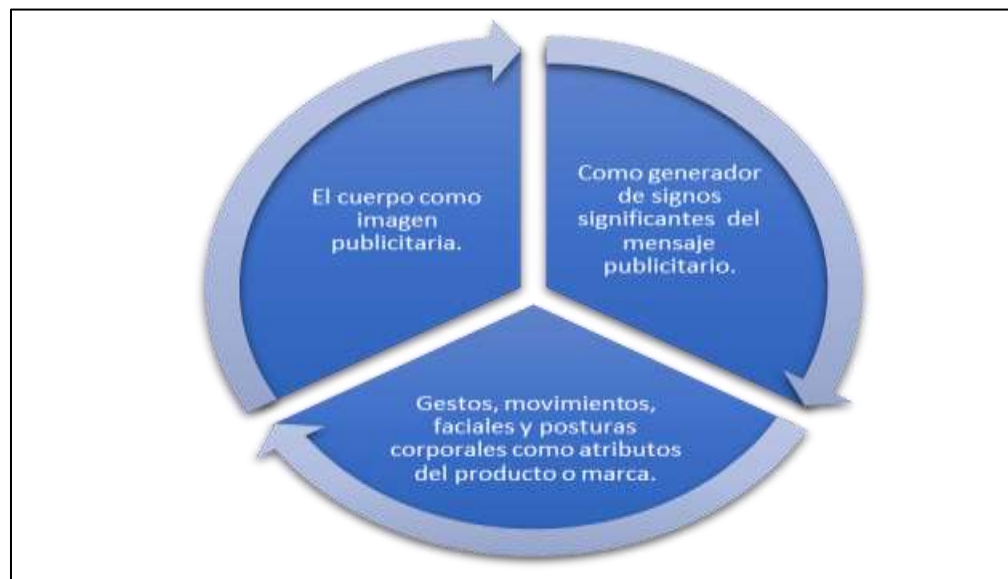 El cuerpo como
imagen
publicitaria.
Como generador
de signos
significantes del
mensaje
publicitario.
Gestos, movimientos,
faciales y posturas
corporales como atributos
del producto o marca.